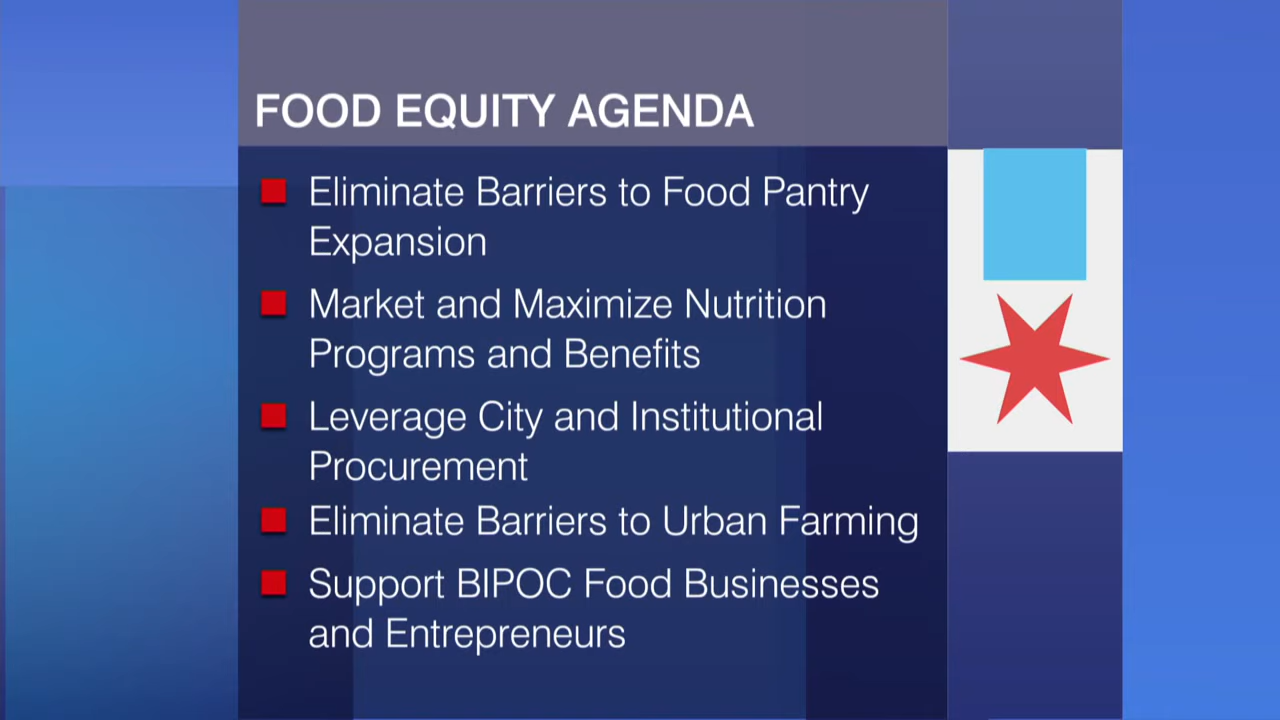 FOOD EQUITY AGENDA
Eliminate Barriers to Food Pantry
Expansion
Market and Maximize Nutrition
Programs and Benefits
Leverage City and Institutional
Procurement
Eliminate Barriers to Urban Farming
Support BIPOC Food Businesses
and Entrepreneurs